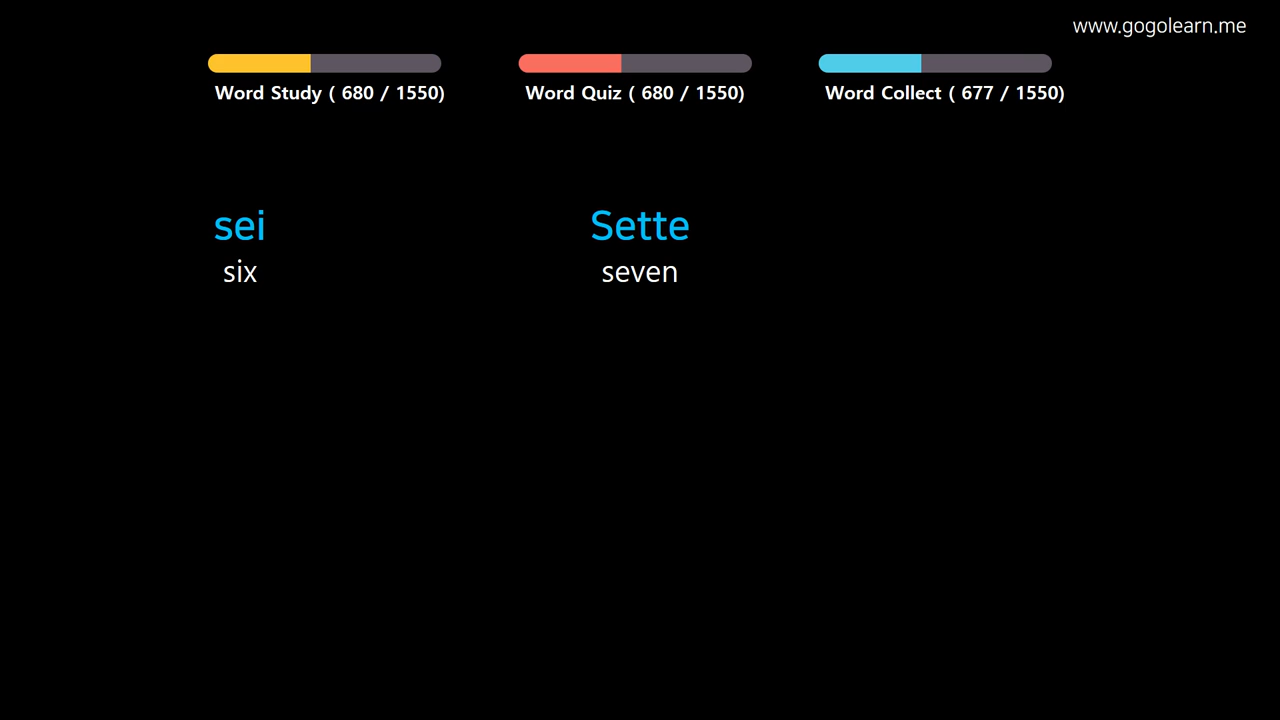 www.gogolearn.me
Word Study ( 680 / 1550)
Word Quiz ( 680 / 1550)
Word Collect ( 677 / 1550)
sei
six
Sette
seven